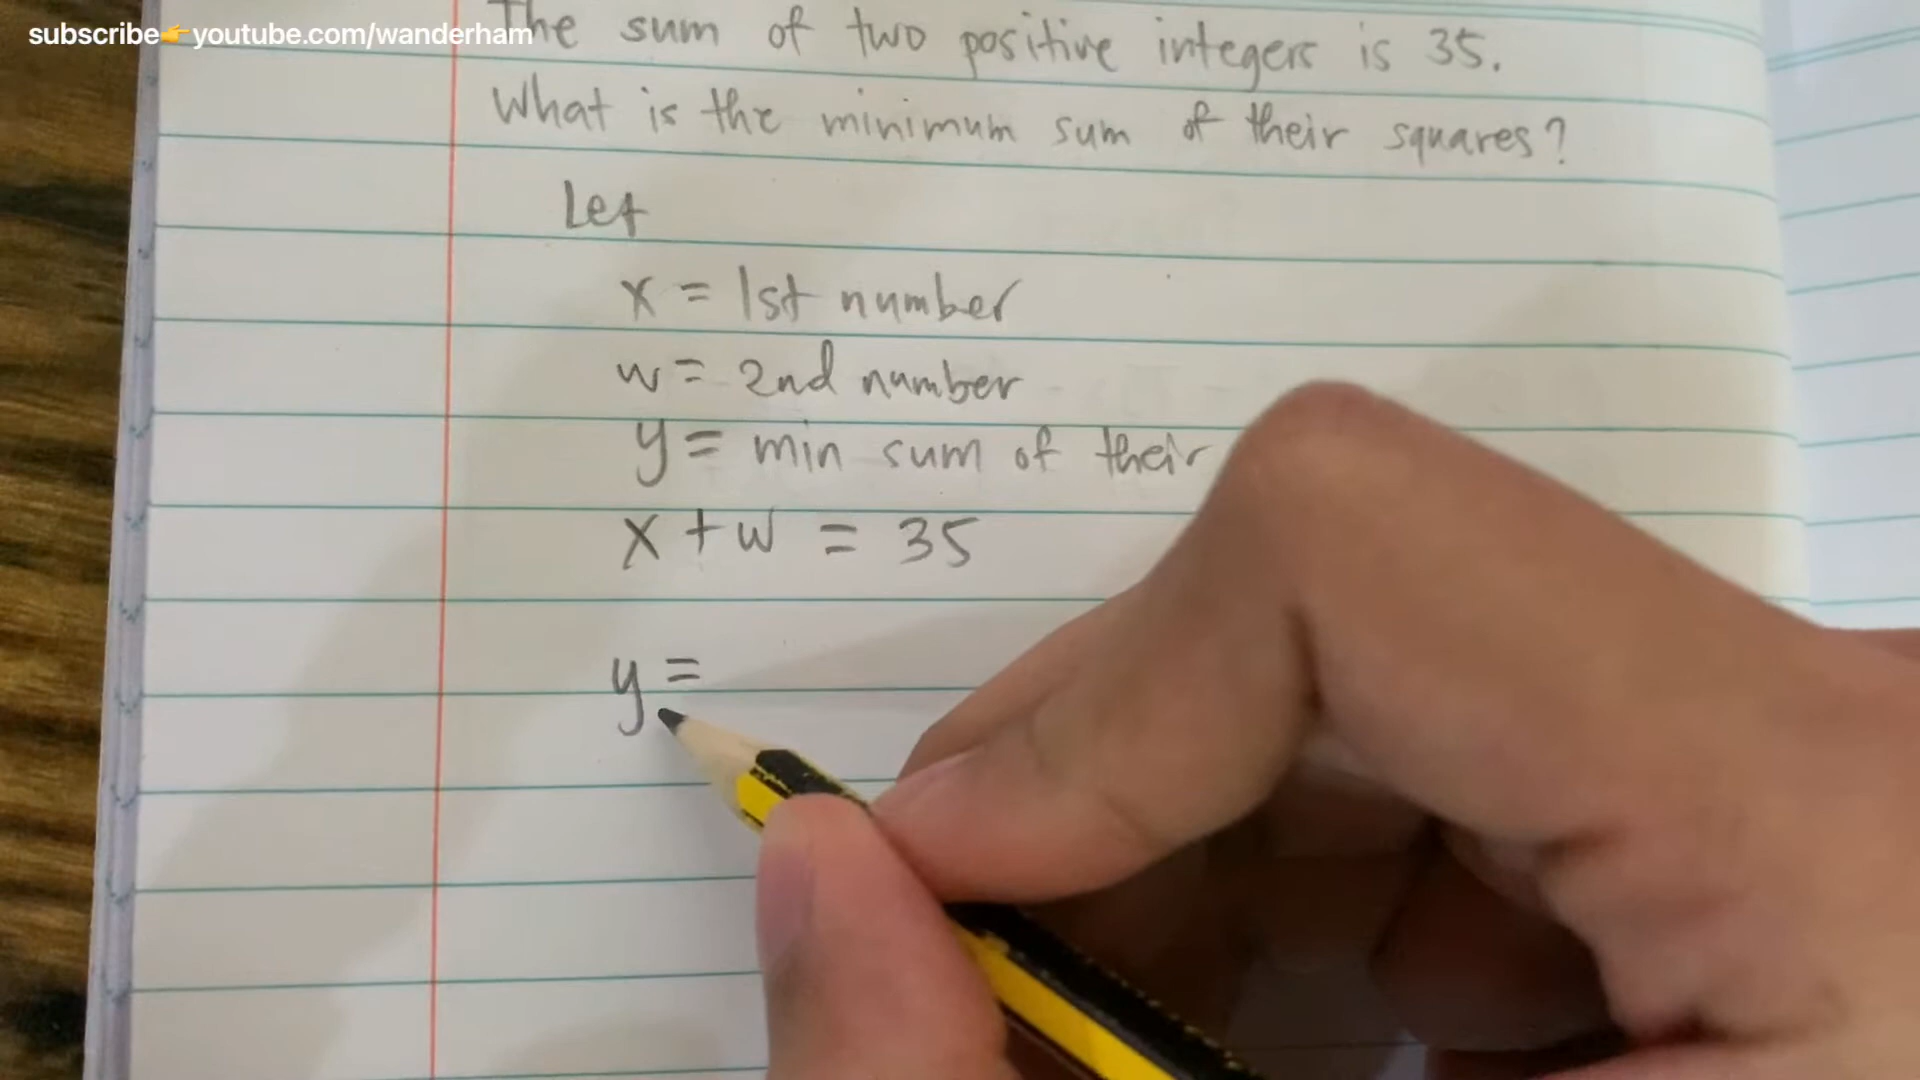 subscribe👉youtube.com/wanderham
The sum of two positive integers is 35.
What is the minimum sum of their squares?
Let
x = 1st number
w = 2nd number
y = min sum of their
x + w = 35
y =